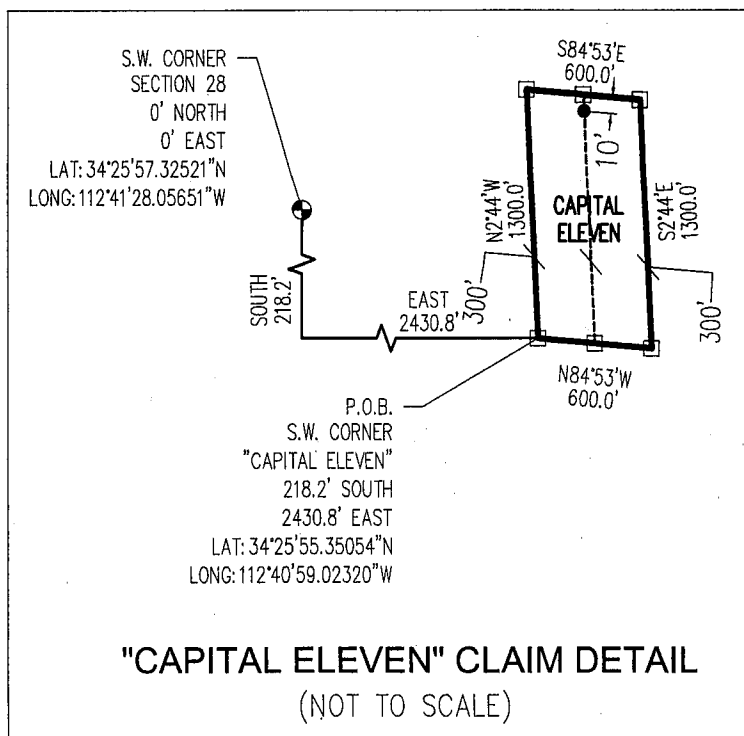 S.W. CORNER
SECTION 28
0' NORTH
0' EAST
LAT: 34°25'57.32521"N
LONG: 112°41'28.05651"W
S84°53'E
600.0'
10'
N2°44'W
1300.0'
CAPITAL
ELEVEN
S2°44'E
1300.0'
SOUTH
218.2'
EAST
2430.8'
300'
300'
N84°53'W
600.0'
P.O.B.
S.W. CORNER
"CAPITAL ELEVEN"
218.2' SOUTH
2430.8' EAST
LAT: 34°25'55.35054"N
LONG: 112°40'59.02320"W
"CAPITAL ELEVEN" CLAIM DETAIL
(NOT TO SCALE)